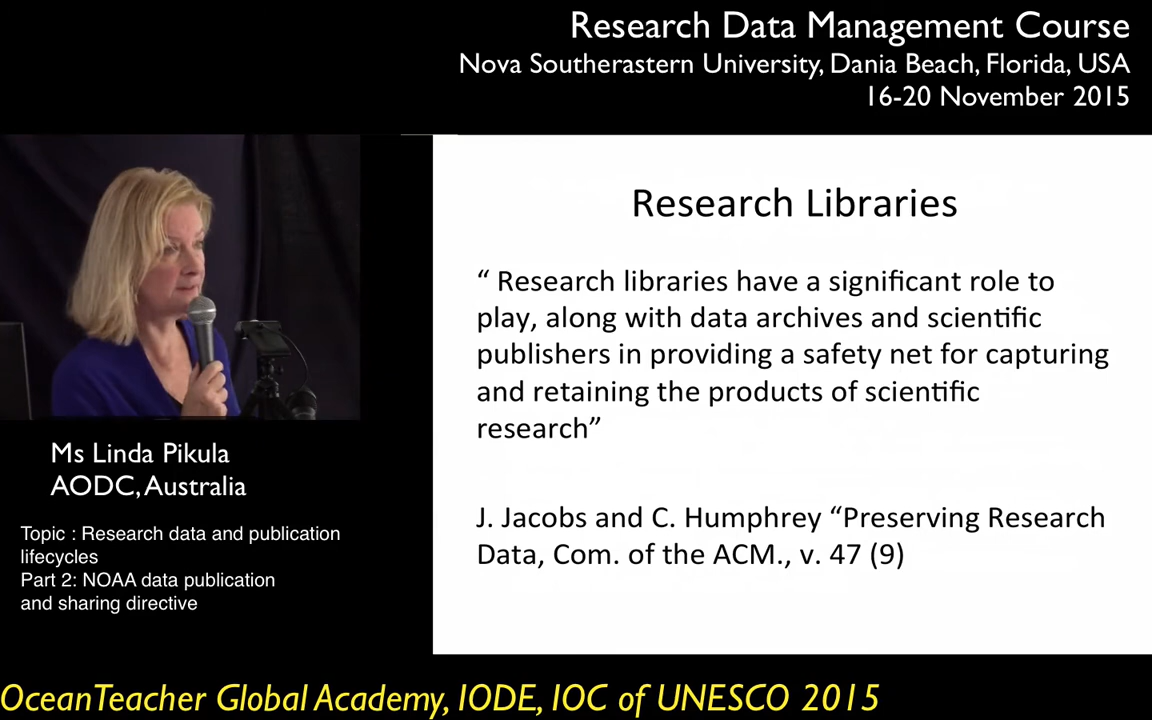 Research Data Management Course
Nova Southerastern University, Dania Beach, Florida, USA
16-20 November 2015
Research Libraries
“ Research libraries have a significant role to
play, along with data archives and scientific
publishers in providing a safety net for capturing
and retaining the products of scientific
research”
J. Jacobs and C. Humphrey “Preserving Research
Data, Com. of the ACM., v. 47 (9)
Ms Linda Pikula
AODC, Australia
Topic : Research data and publication
lifecycles
Part 2: NOAA data publication
and sharing directive
OceanTeacher Global Academy, IODE, IOC of UNESCO 2015